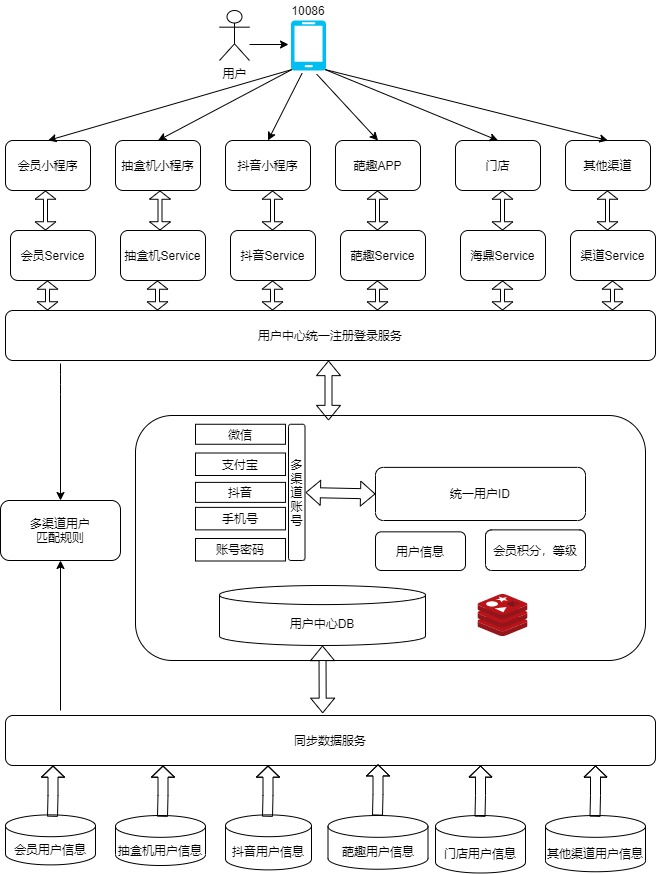 10086
用户
会员小程序
抽盒机小程序
抖音小程序
葩趣APP
门店
其他渠道
会员Service
抽盒机Service
抖音Service
葩趣Service
海鼎Service
渠道Service
用户中心统一注册登录服务
微信
支付宝
抖音
手机号
账号密码
多渠道账号
统一用户ID
用户信息
会员积分，等级
多渠道用户
匹配规则
用户中心DB
同步数据服务
会员用户信息
抽盒机用户信息
抖音用户信息
葩趣用户信息
门店用户信息
其他渠道用户信息